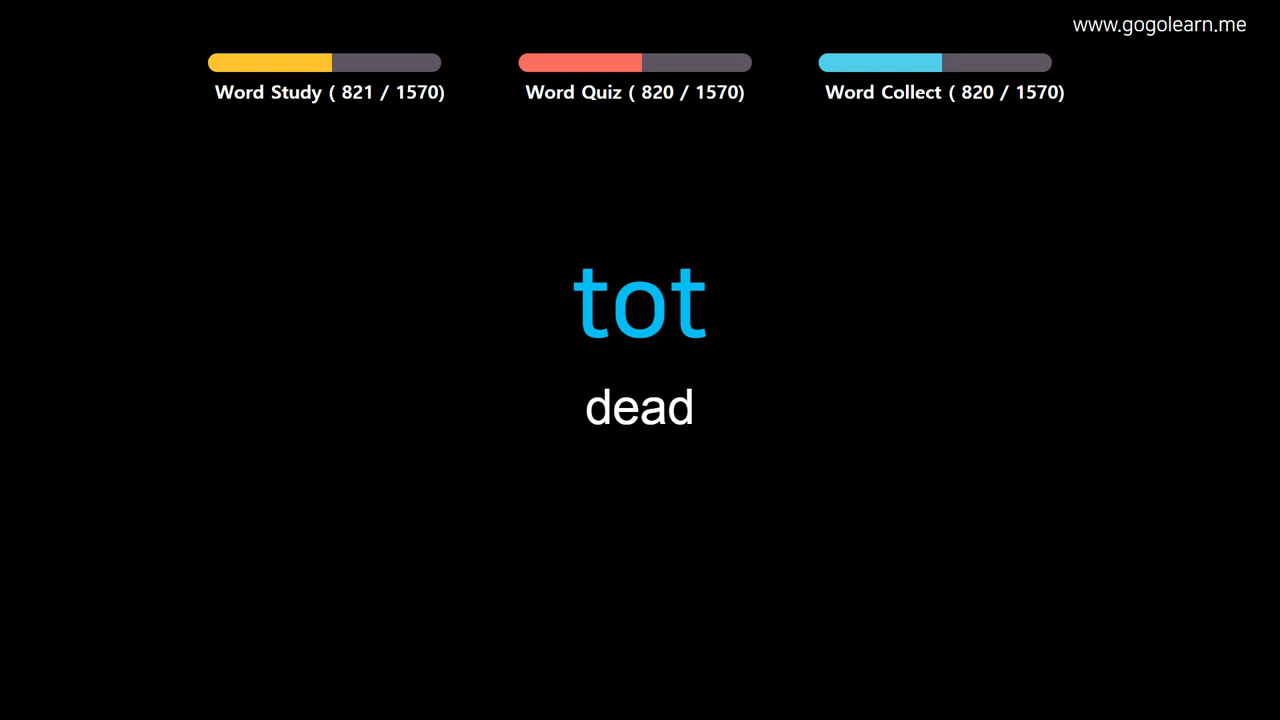 www.gogolearn.me
Word Study ( 821 / 1570) Word Quiz ( 820 / 1570) Word Collect ( 820 / 1570)
tot
dead